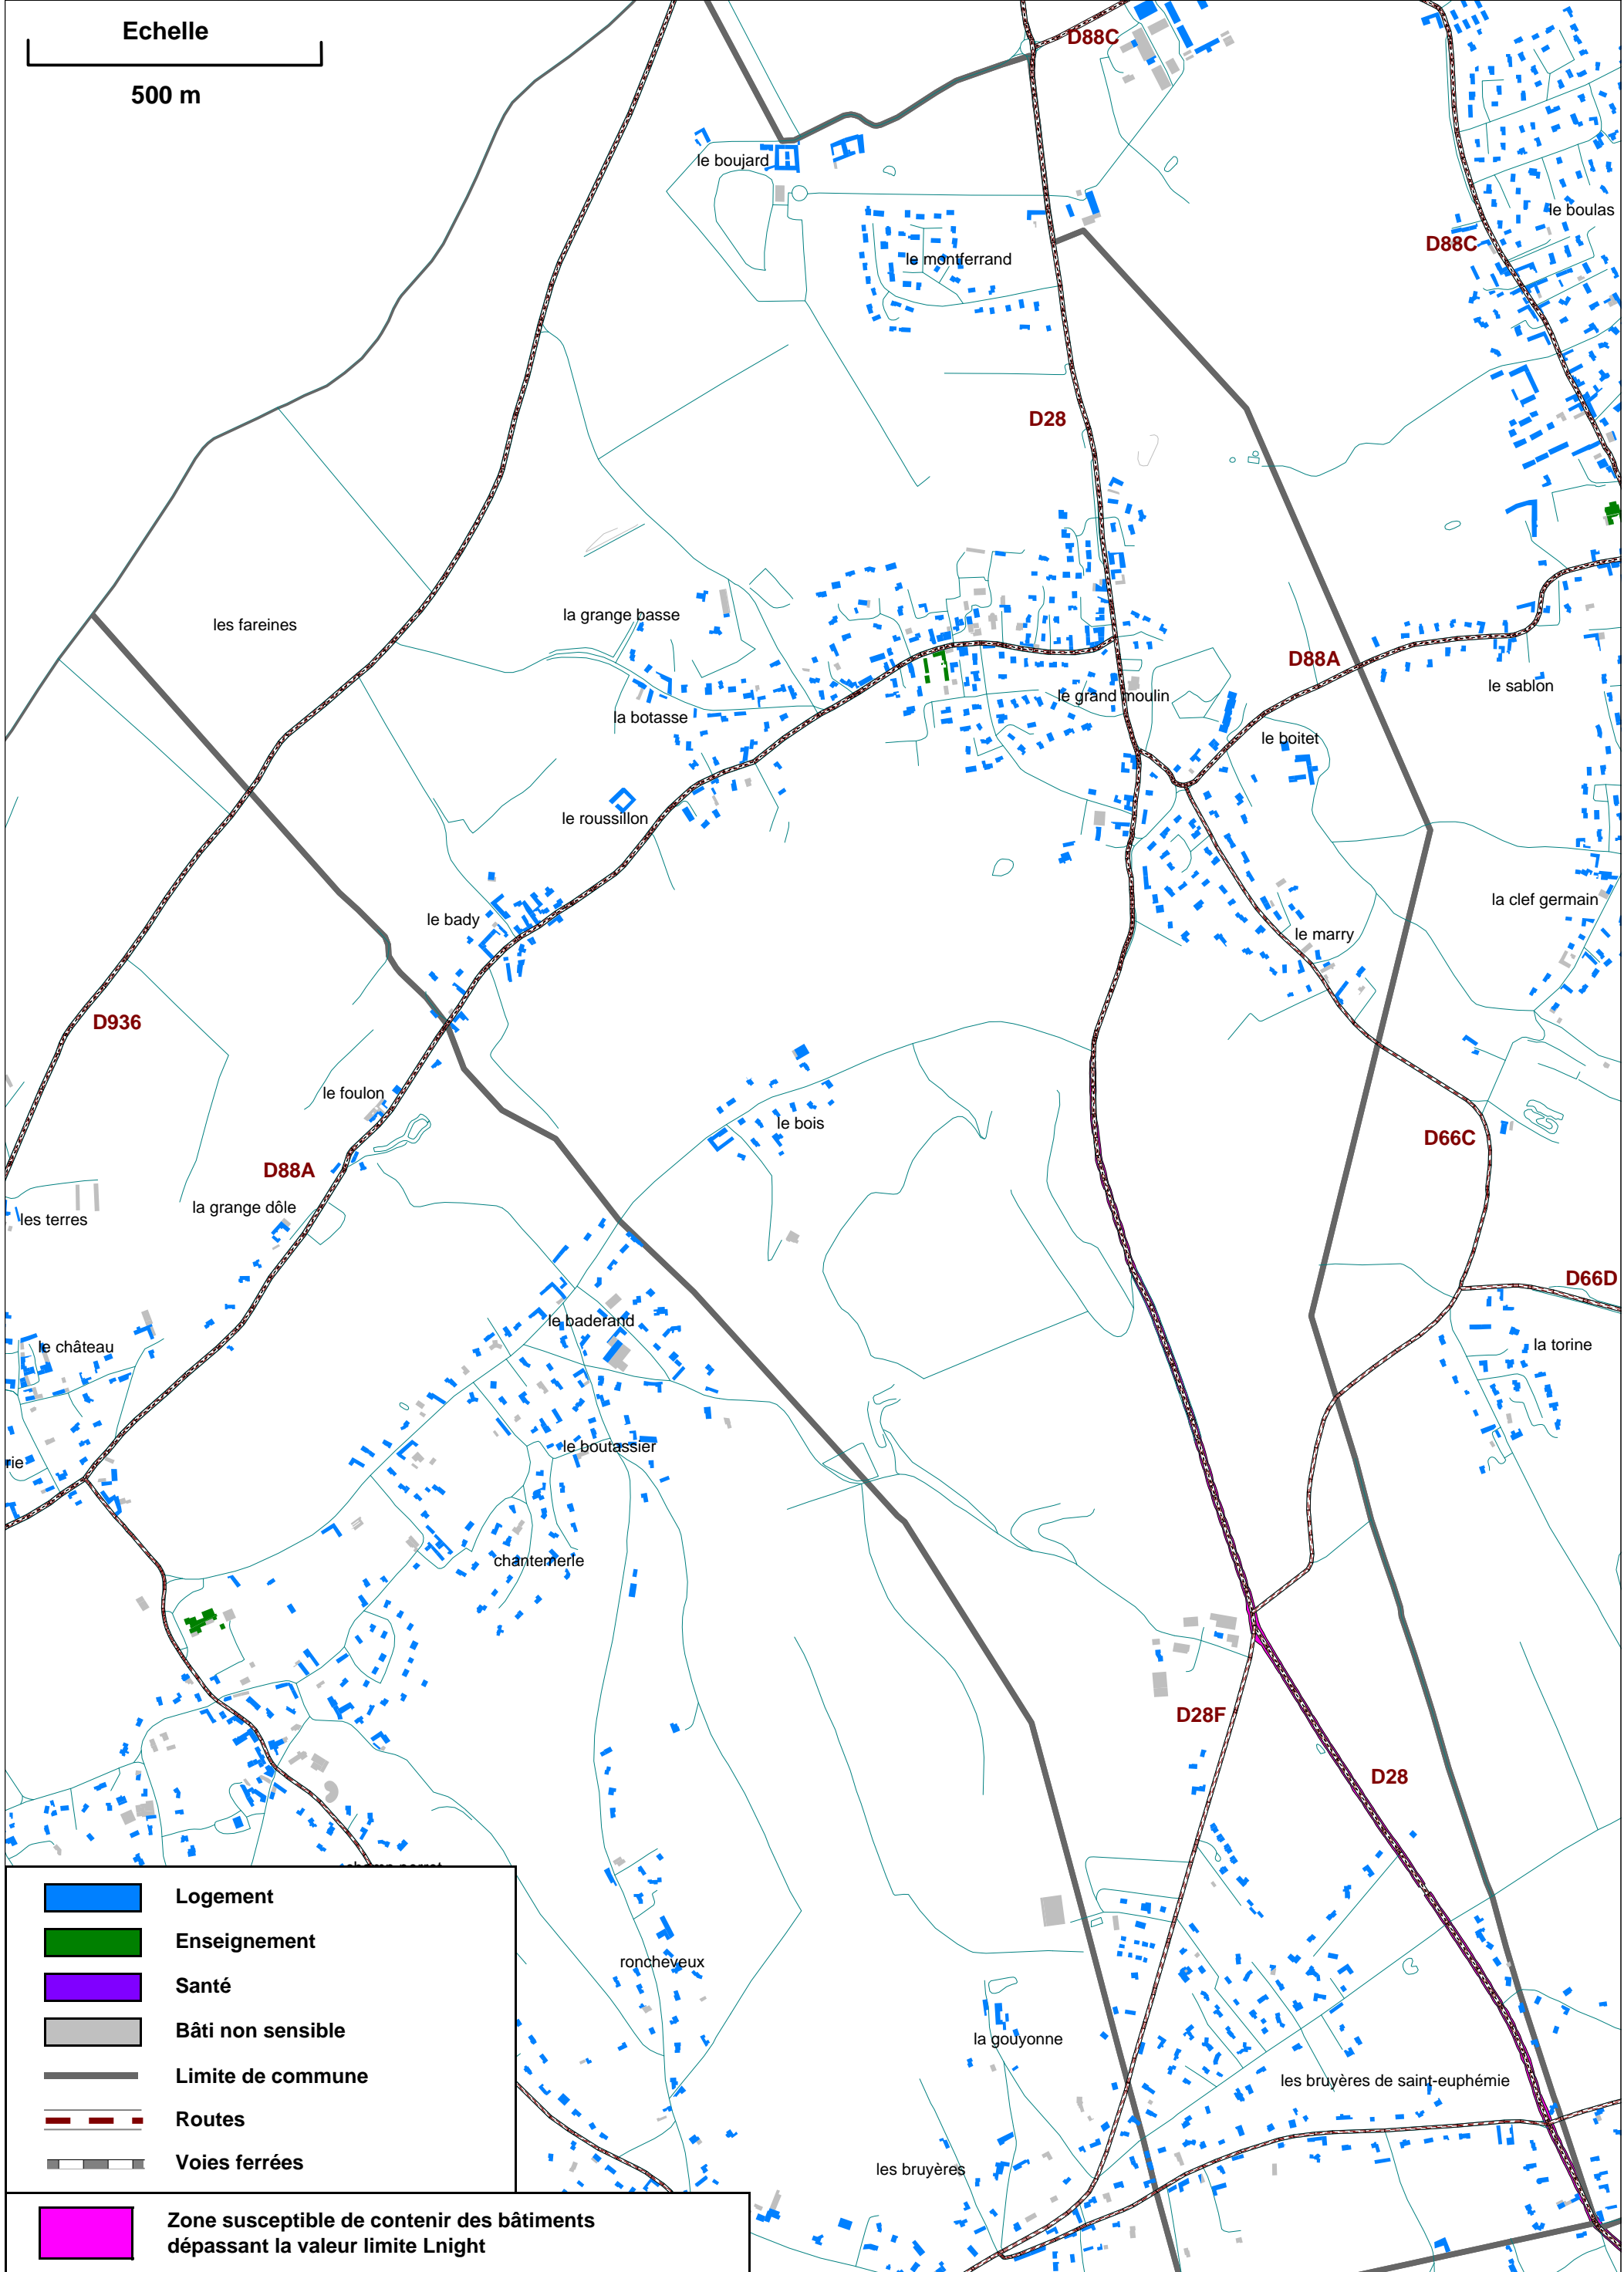 Echelle
500 m
D88C
le boujard
le boulas
D88C
le montferrand
D28
les fareines
la grange basse
D88A
le sablon
le grand moulin
la botasse
le boitet
le roussillon
la clef germain
le bady
le marry
D936
le foulon
le bois
D66C
D88A
la grange dôle
les terres
D66D
le baderand
le château
la torine
le boutassier
rie
chantemerle
D28F
D28
champ perret
Logement
Enseignement
Santé
Bâti non sensible
Limite de commune
Routes
Voies ferrées
roncheveux
la gouyonne
les bruyères de saint-euphémie
les bruyères
Zone susceptible de contenir des bâtiments
dépassant la valeur limite Lnight